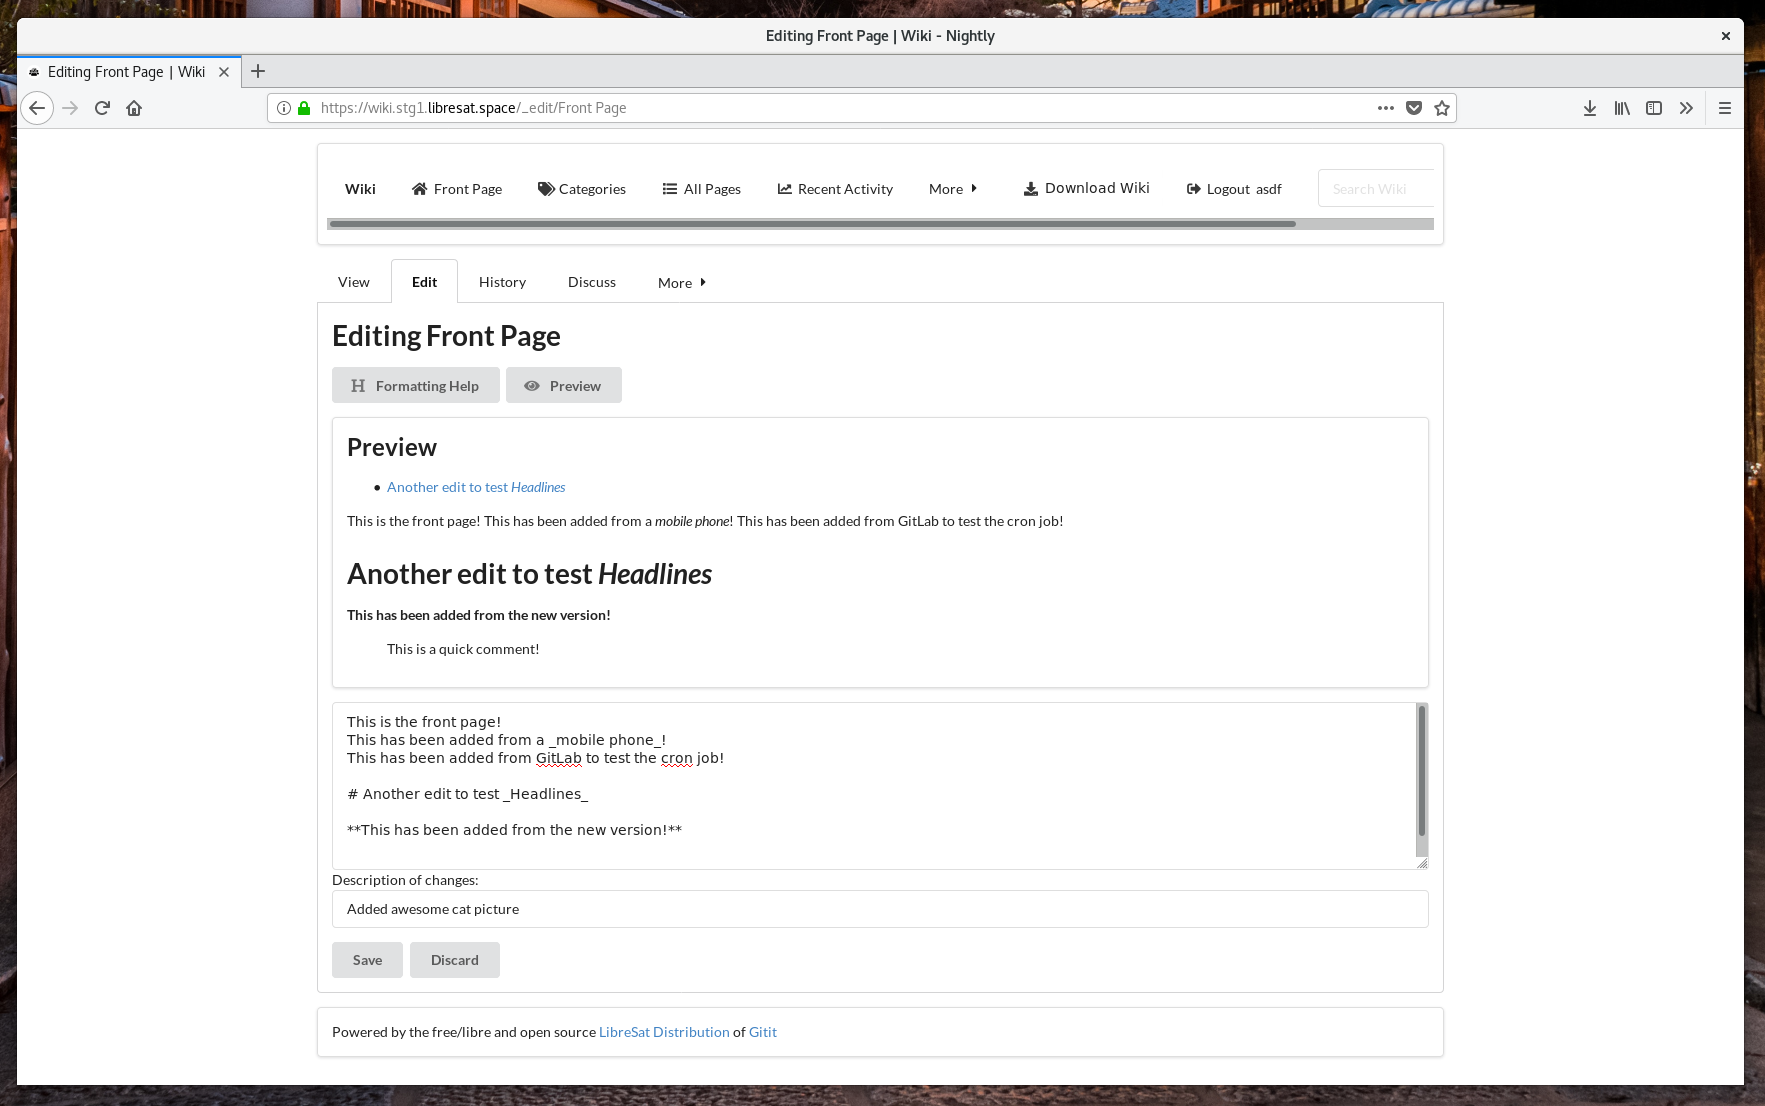 Editing Front Page | Wiki - Nightly
Editing Front Page | Wiki
https://wiki.stg1.libresat.space/_edit/Front Page
Wiki Front Page Categories All Pages Recent Activity More Download Wiki Logout asdf Search Wiki
View Edit History Discuss More
Editing Front Page
Formatting Help Preview
Preview
• Another edit to test Headlines
This is the front page! This has been added from a mobile phone! This has been added from GitLab to test the cron job!
Another edit to test Headlines
This has been added from the new version!
This is a quick comment!
This is the front page!
This has been added from a _mobile phone_!
This has been added from GitLab to test the cron job!
# Another edit to test _Headlines_
**This has been added from the new version!**
Description of changes:
Added awesome cat picture
Save Discard
Powered by the free/libre and open source LibreSat Distribution of Gitit